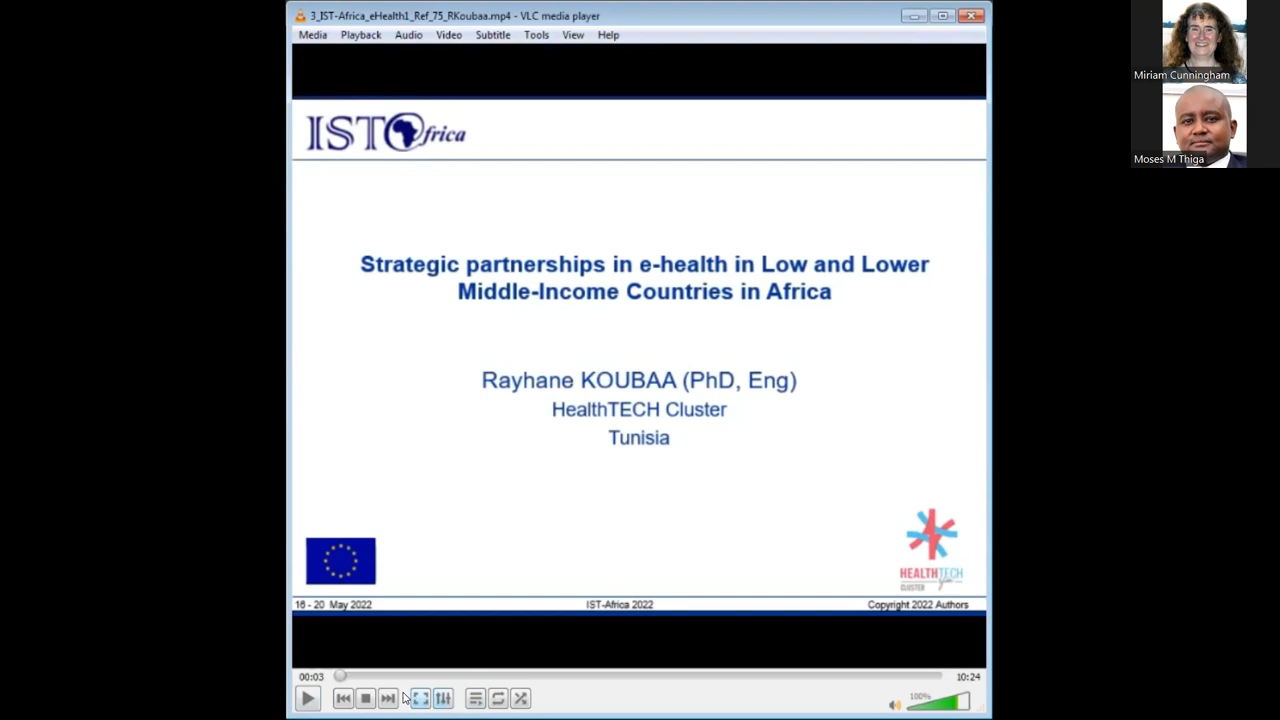 3_IST-Africa_eHealth1_Ref_75_RKoubaa.mp4 - VLC media player
Media Playback Audio Video Subtitle Tools View Help
IST Africa
Strategic partnerships in e-health in Low and Lower
Middle-Income Countries in Africa
Rayhane KOUBAA (PhD, Eng)
HealthTECH Cluster
Tunisia
HEALTHTECH
CLUSTER
16 - 20 May 2022 IST-Africa 2022 Copyright 2022 Authors
00:03 10:24
100%
Miriam Cunningham
Moses M Thiga